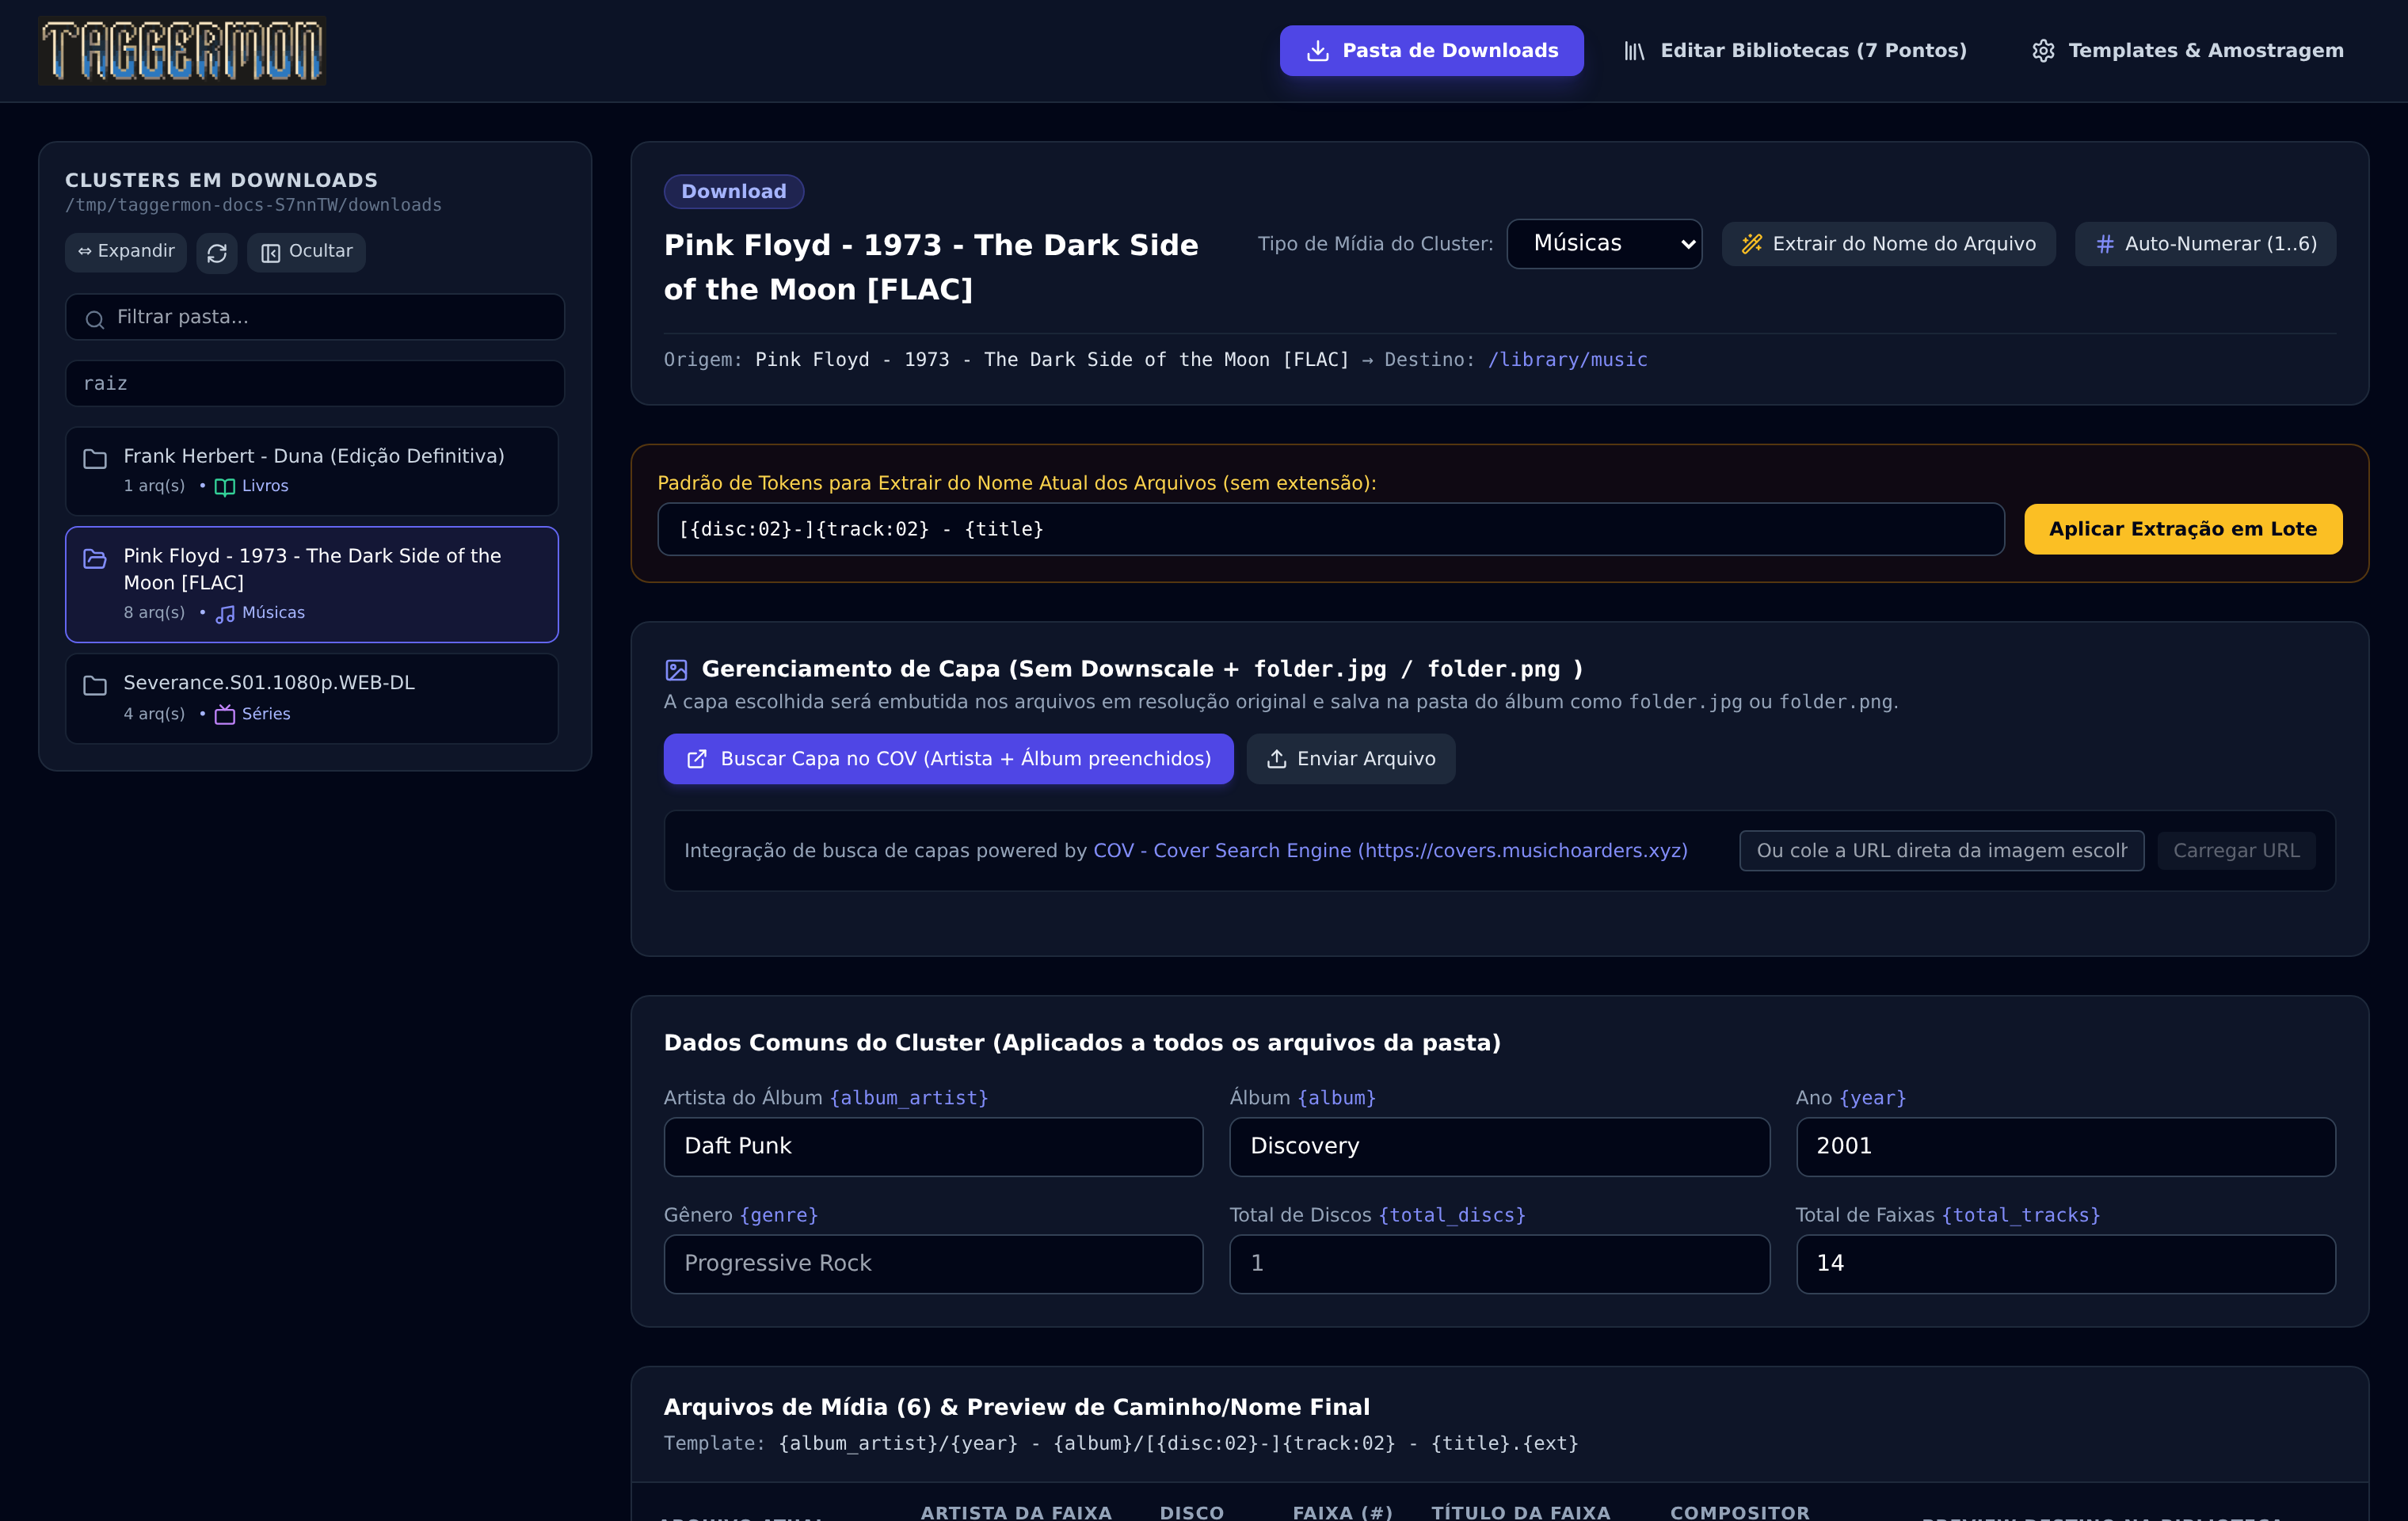 TAGGERMON
Pasta de Downloads
Editar Bibliotecas (7 Pontos)
Templates & Amostragem
CLUSTERS EM DOWNLOADS
/tmp/taggermon-docs-S7nnTW/downloads
⇔ Expandir
Ocultar
Filtrar pasta...
raiz
Frank Herbert - Duna (Edição Definitiva)
1 arq(s) • Livros
Pink Floyd - 1973 - The Dark Side of the
Moon [FLAC]
8 arq(s) • Músicas
Severance.S01.1080p.WEB-DL
4 arq(s) • Séries
Download
Pink Floyd - 1973 - The Dark Side
of the Moon [FLAC]
Tipo de Mídia do Cluster:
Músicas
Extrair do Nome do Arquivo
Auto-Numerar (1..6)
Origem: Pink Floyd - 1973 - The Dark Side of the Moon [FLAC] → Destino: /library/music
Padrão de Tokens para Extrair do Nome Atual dos Arquivos (sem extensão):
[{disc:02}-]{track:02} - {title}
Aplicar Extração em Lote
Gerenciamento de Capa (Sem Downscale + folder.jpg / folder.png )
A capa escolhida será embutida nos arquivos em resolução original e salva na pasta do álbum como folder.jpg ou folder.png.
Buscar Capa no COV (Artista + Álbum preenchidos)
Enviar Arquivo
Integração de busca de capas powered by COV - Cover Search Engine (https://covers.musichoarders.xyz)
Ou cole a URL direta da imagem
Carregar URL
Dados Comuns do Cluster (Aplicados a todos os arquivos da pasta)
Artista do Álbum {album_artist}
Álbum {album}
Ano {year}
Daft Punk
Discovery
2001
Gênero {genre}
Total de Discos {total_discs}
Total de Faixas {total_tracks}
Progressive Rock
1
14
Arquivos de Mídia (6) & Preview de Caminho/Nome Final
Template: {album_artist}/{year} - {album}/[{disc:02}-]{track:02} - {title}.{ext}
ARTISTA DA FAIXA
DISCO
FAIXA (#)
TÍTULO DA FAIXA
COMPOSITOR